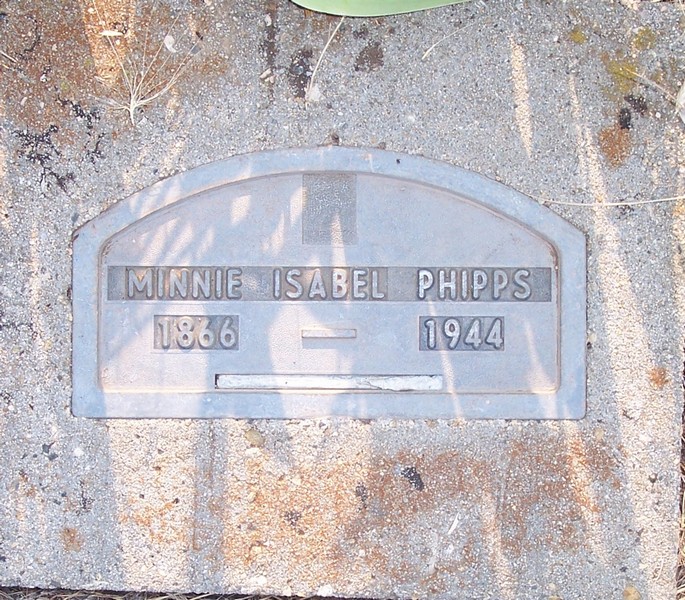 MINNIE ISABEL PHIPPS
1866 — 1944